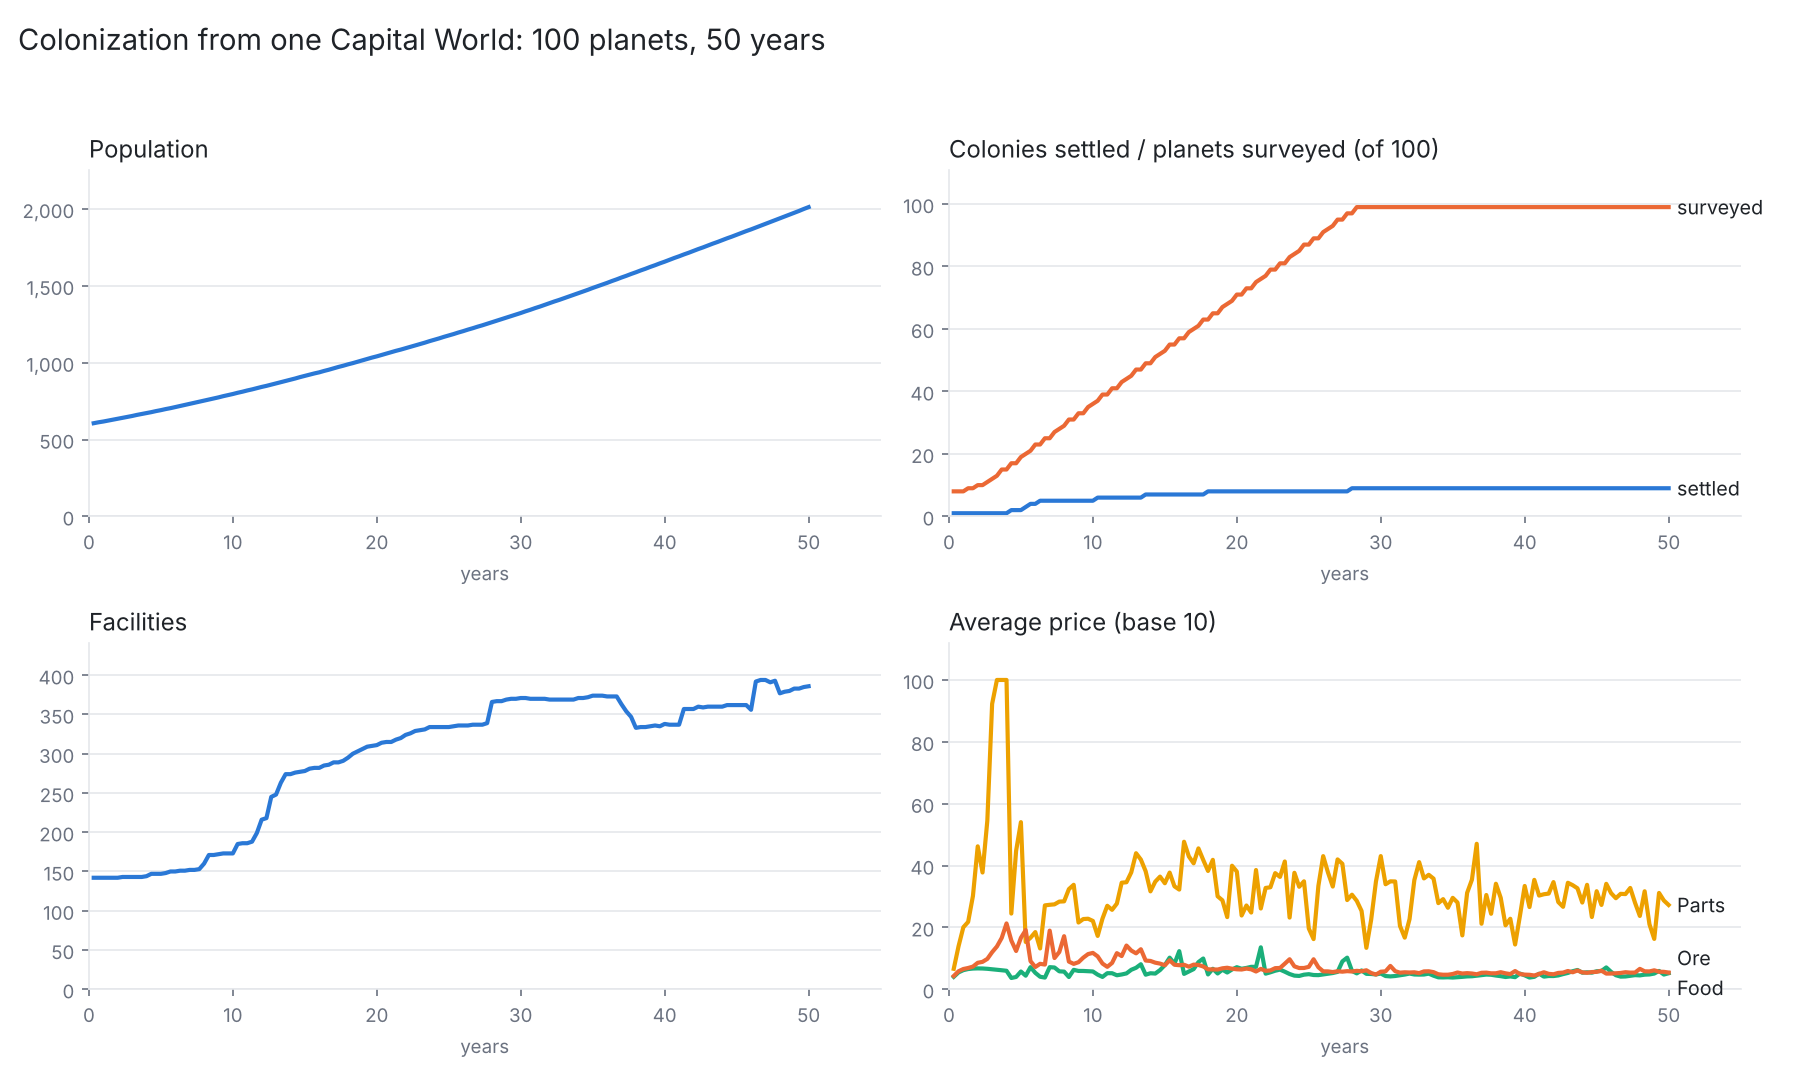 Colonization from one Capital World: 100 planets, 50 years
Population
2,000
1,500
1,000
500
0
0 10 20 30 40 50
years
Colonies settled / planets surveyed (of 100)
100
80
60
40
20
0
surveyed
settled
0 10 20 30 40 50
years
Facilities
400
350
300
250
200
150
100
50
0
0 10 20 30 40 50
years
Average price (base 10)
100
80
60
40
20
0
Parts
Ore
Food
0 10 20 30 40 50
years